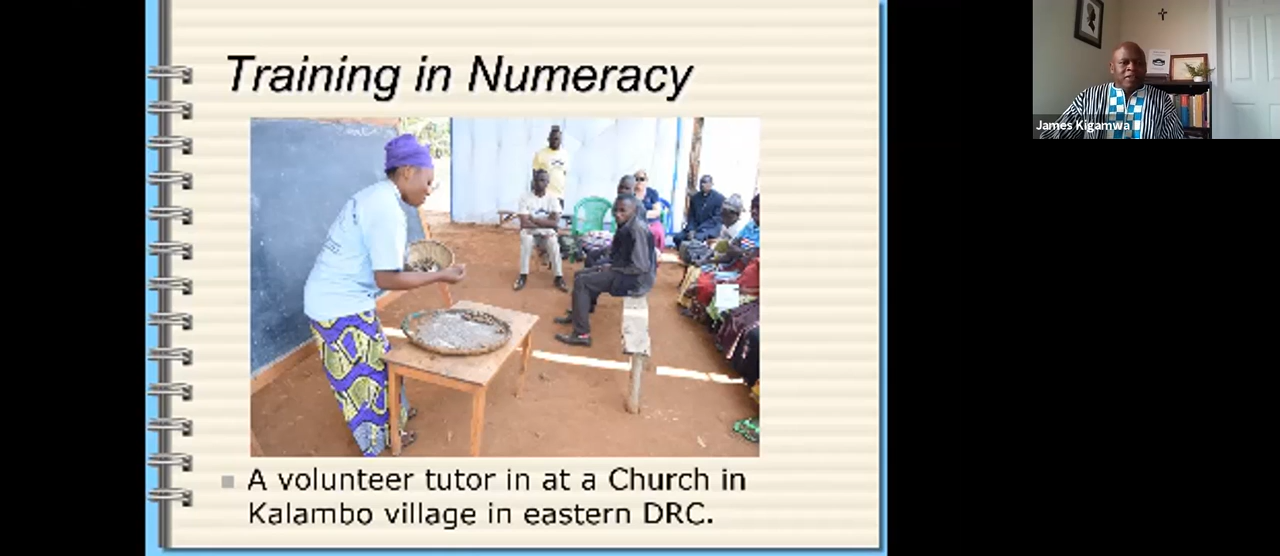 Training in Numeracy
James Kigamwa
A volunteer tutor in at a Church in
Kalambo village in eastern DRC.